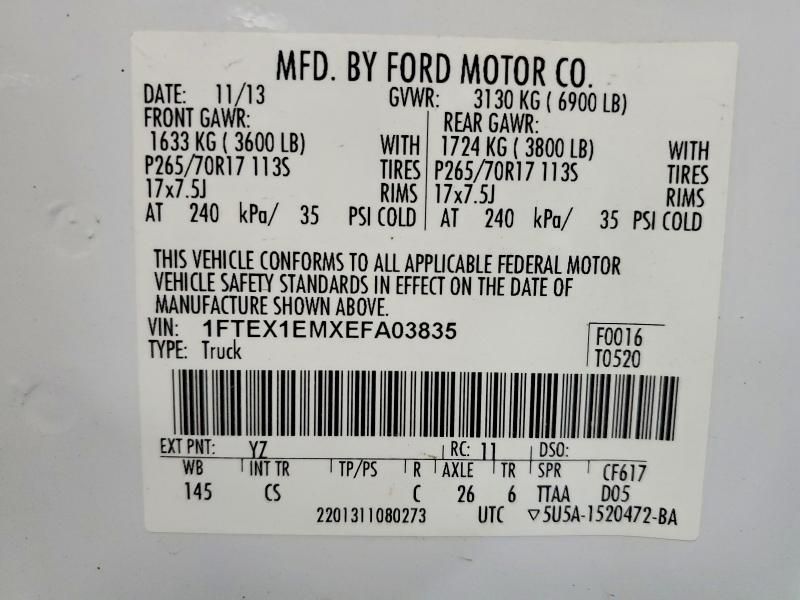 MFD. BY FORD MOTOR CO.
DATE: 11/13 GVWR: 3130 KG ( 6900 LB)
FRONT GAWR: REAR GAWR:
1633 KG ( 3600 LB) WITH 1724 KG ( 3800 LB) WITH
P265/70R17 113S TIRES P265/70R17 113S TIRES
17x7.5J RIMS 17x7.5J RIMS
AT 240 kPa/ 35 PSI COLD AT 240 kPa/ 35 PSI COLD
THIS VEHICLE CONFORMS TO ALL APPLICABLE FEDERAL MOTOR
VEHICLE SAFETY STANDARDS IN EFFECT ON THE DATE OF
MANUFACTURE SHOWN ABOVE.
VIN: 1FTEX1EMXEFA03835 F0016
TYPE: Truck T0520
EXT PNT: YZ RC: 11 DSO:
WB INT TR TP/PS R AXLE TR SPR CF617
145 CS C 26 6 TTAA D05
2201311080273 UTC ▽5U5A-1520472-BA